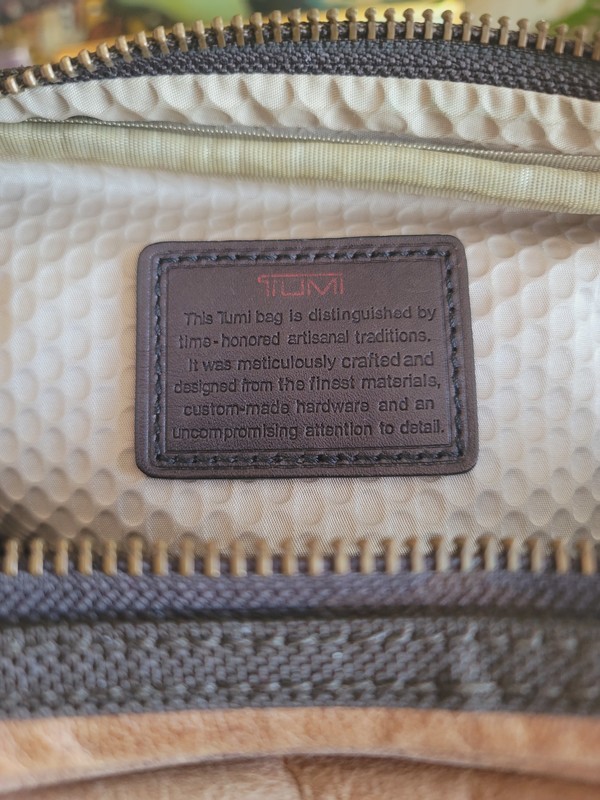 TUMI
This Tumi bag is distinguished by
time-honored artisanal traditions.
It was meticulously crafted and
designed from the finest materials,
custom-made hardware and an
uncompromising attention to detail.